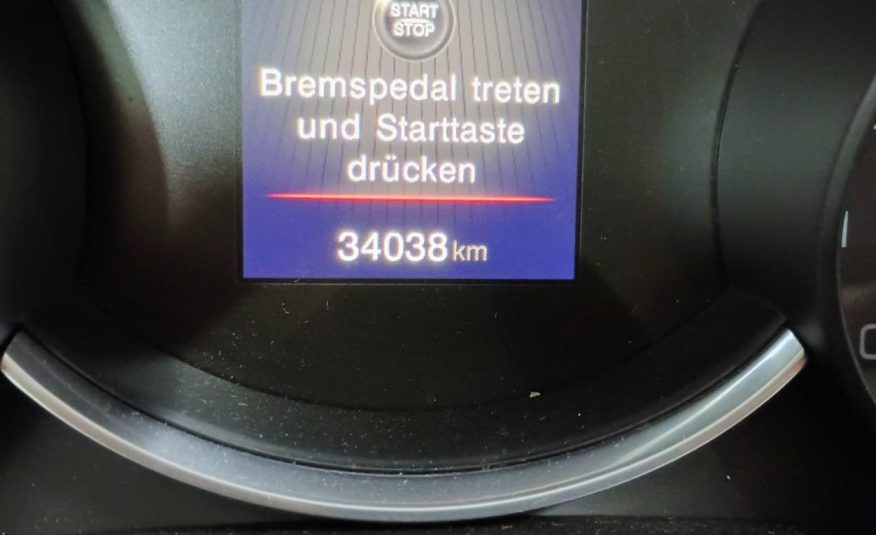 START
STOP
Bremspedal treten
und Starttaste
drücken
34038 km